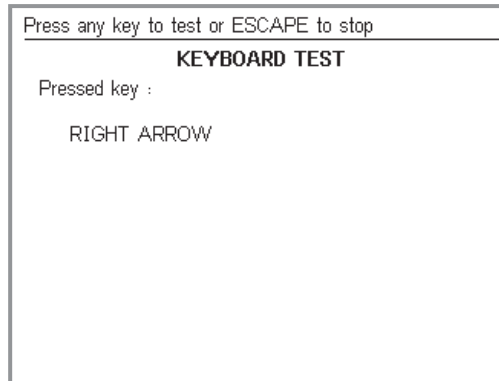 Press any key to test or ESCAPE to stop
KEYBOARD TEST
Pressed key :
RIGHT ARROW